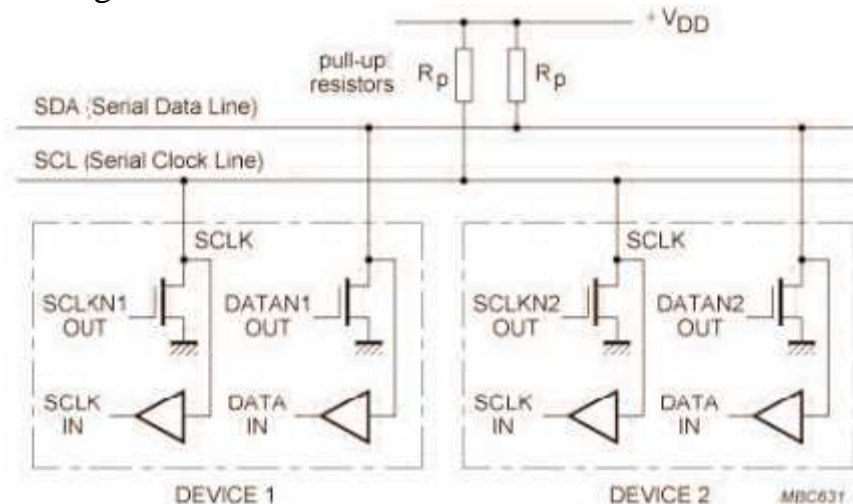 + VDD
pull-up
resistors
Rp
Rp
SDA (Serial Data Line)
SCL (Serial Clock Line)
SCLK
SCLK
SCLKN1
OUT
DATAN1
OUT
SCLKN2
OUT
DATAN2
OUT
SCLK
IN
DATA
IN
SCLK
IN
DATA
IN
DEVICE 1
DEVICE 2
MBC631